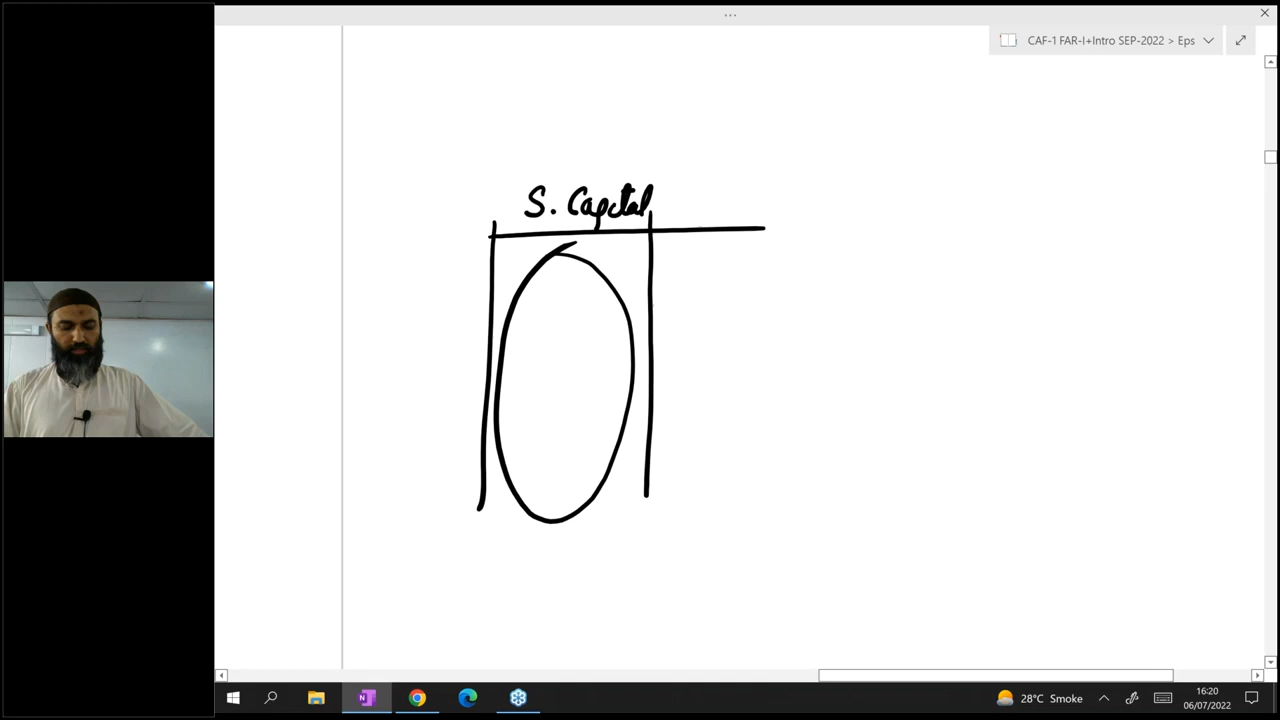 CAF-1 FAR-I+Intro SEP-2022 > Eps
S. Capital
28°C Smoke
16:20
06/07/2022